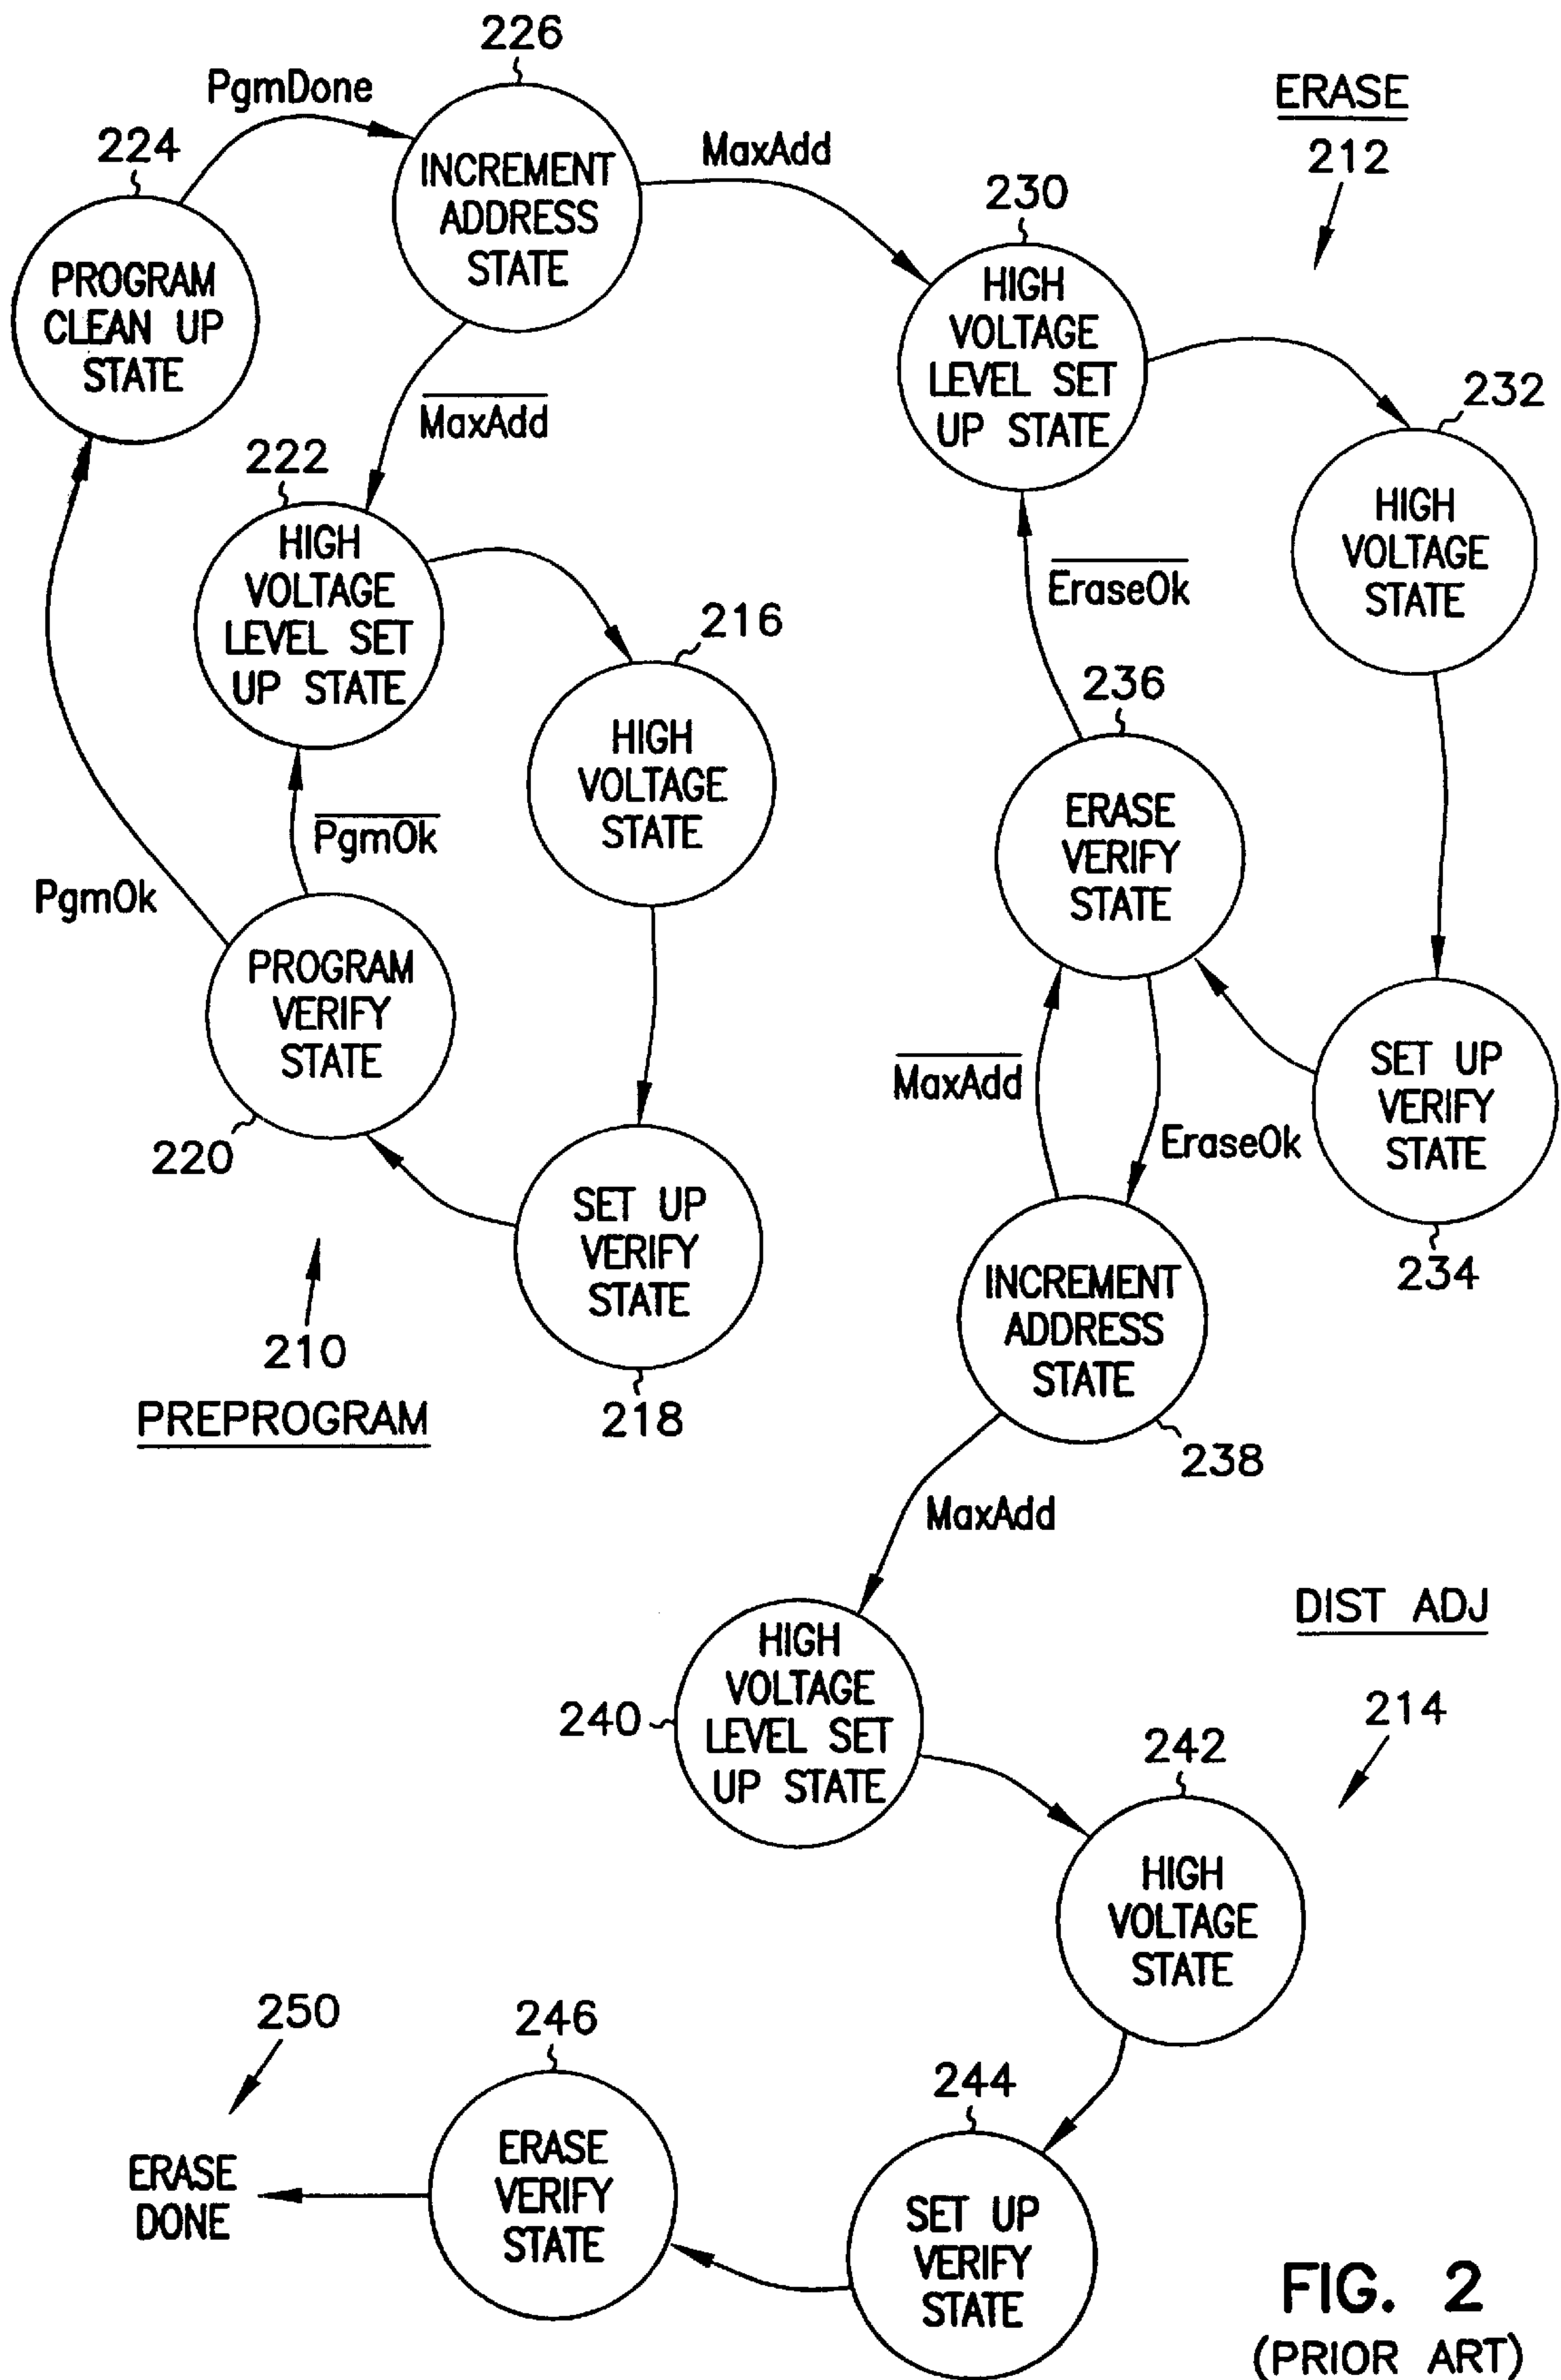 226
PgmDone
ERASE
212
224
INCREMENT
ADDRESS
STATE
MaxAdd
230
PROGRAM
CLEAN UP
STATE
HIGH
VOLTAGE
LEVEL SET
UP STATE
232
MaxAdd
222
HIGH
VOLTAGE
LEVEL SET
UP STATE
HIGH
VOLTAGE
STATE
EraseOk
216
236
HIGH
VOLTAGE
STATE
PgmOk
ERASE
VERIFY
STATE
PgmOk
PROGRAM
VERIFY
STATE
MaxAdd
SET UP
VERIFY
STATE
220
EraseOk
SET UP
VERIFY
STATE
234
210
INCREMENT
ADDRESS
STATE
PREPROGRAM
218
238
MaxAdd
DIST ADJ
HIGH
VOLTAGE
LEVEL SET
UP STATE
240
214
242
HIGH
VOLTAGE
STATE
250
246
244
ERASE
DONE
ERASE
VERIFY
STATE
SET UP
VERIFY
STATE
FIG. 2
(PRIOR ART)